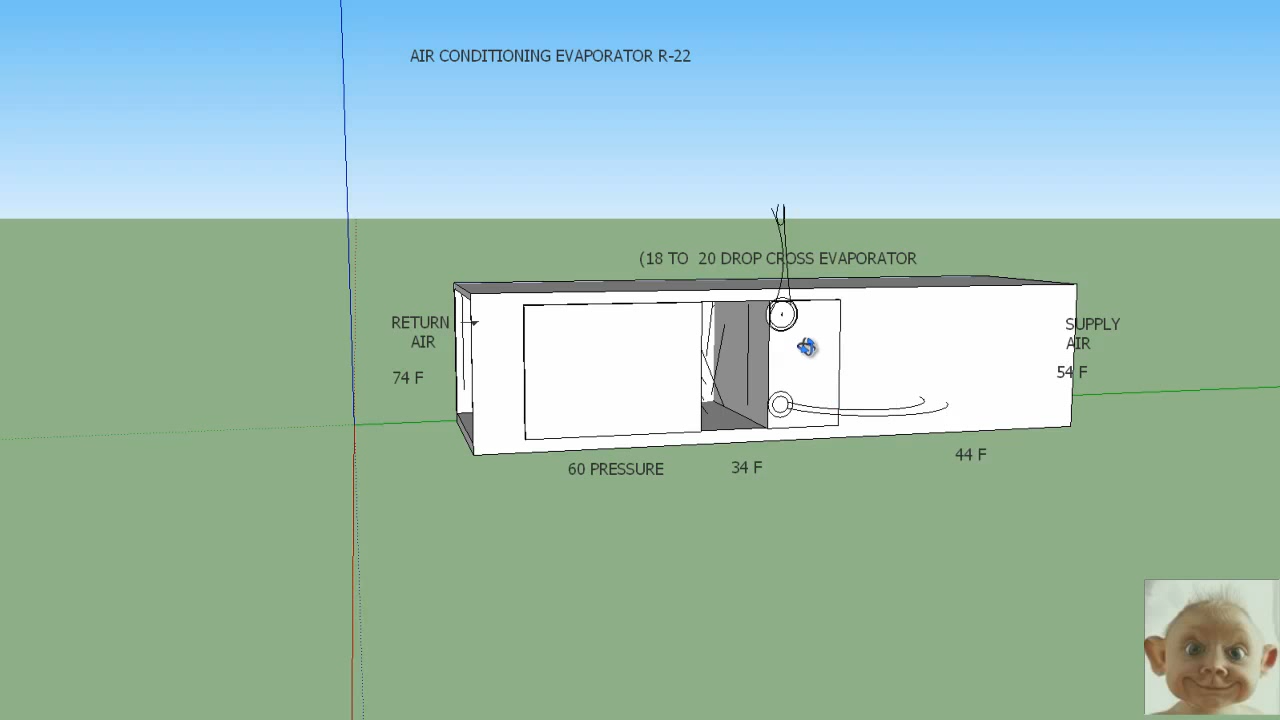 AIR CONDITIONING EVAPORATOR R-22
(18 TO  20 DROP CROSS EVAPORATOR
RETURN
AIR
74 F
SUPPLY
AIR
54 F
60 PRESSURE
34 F
44 F